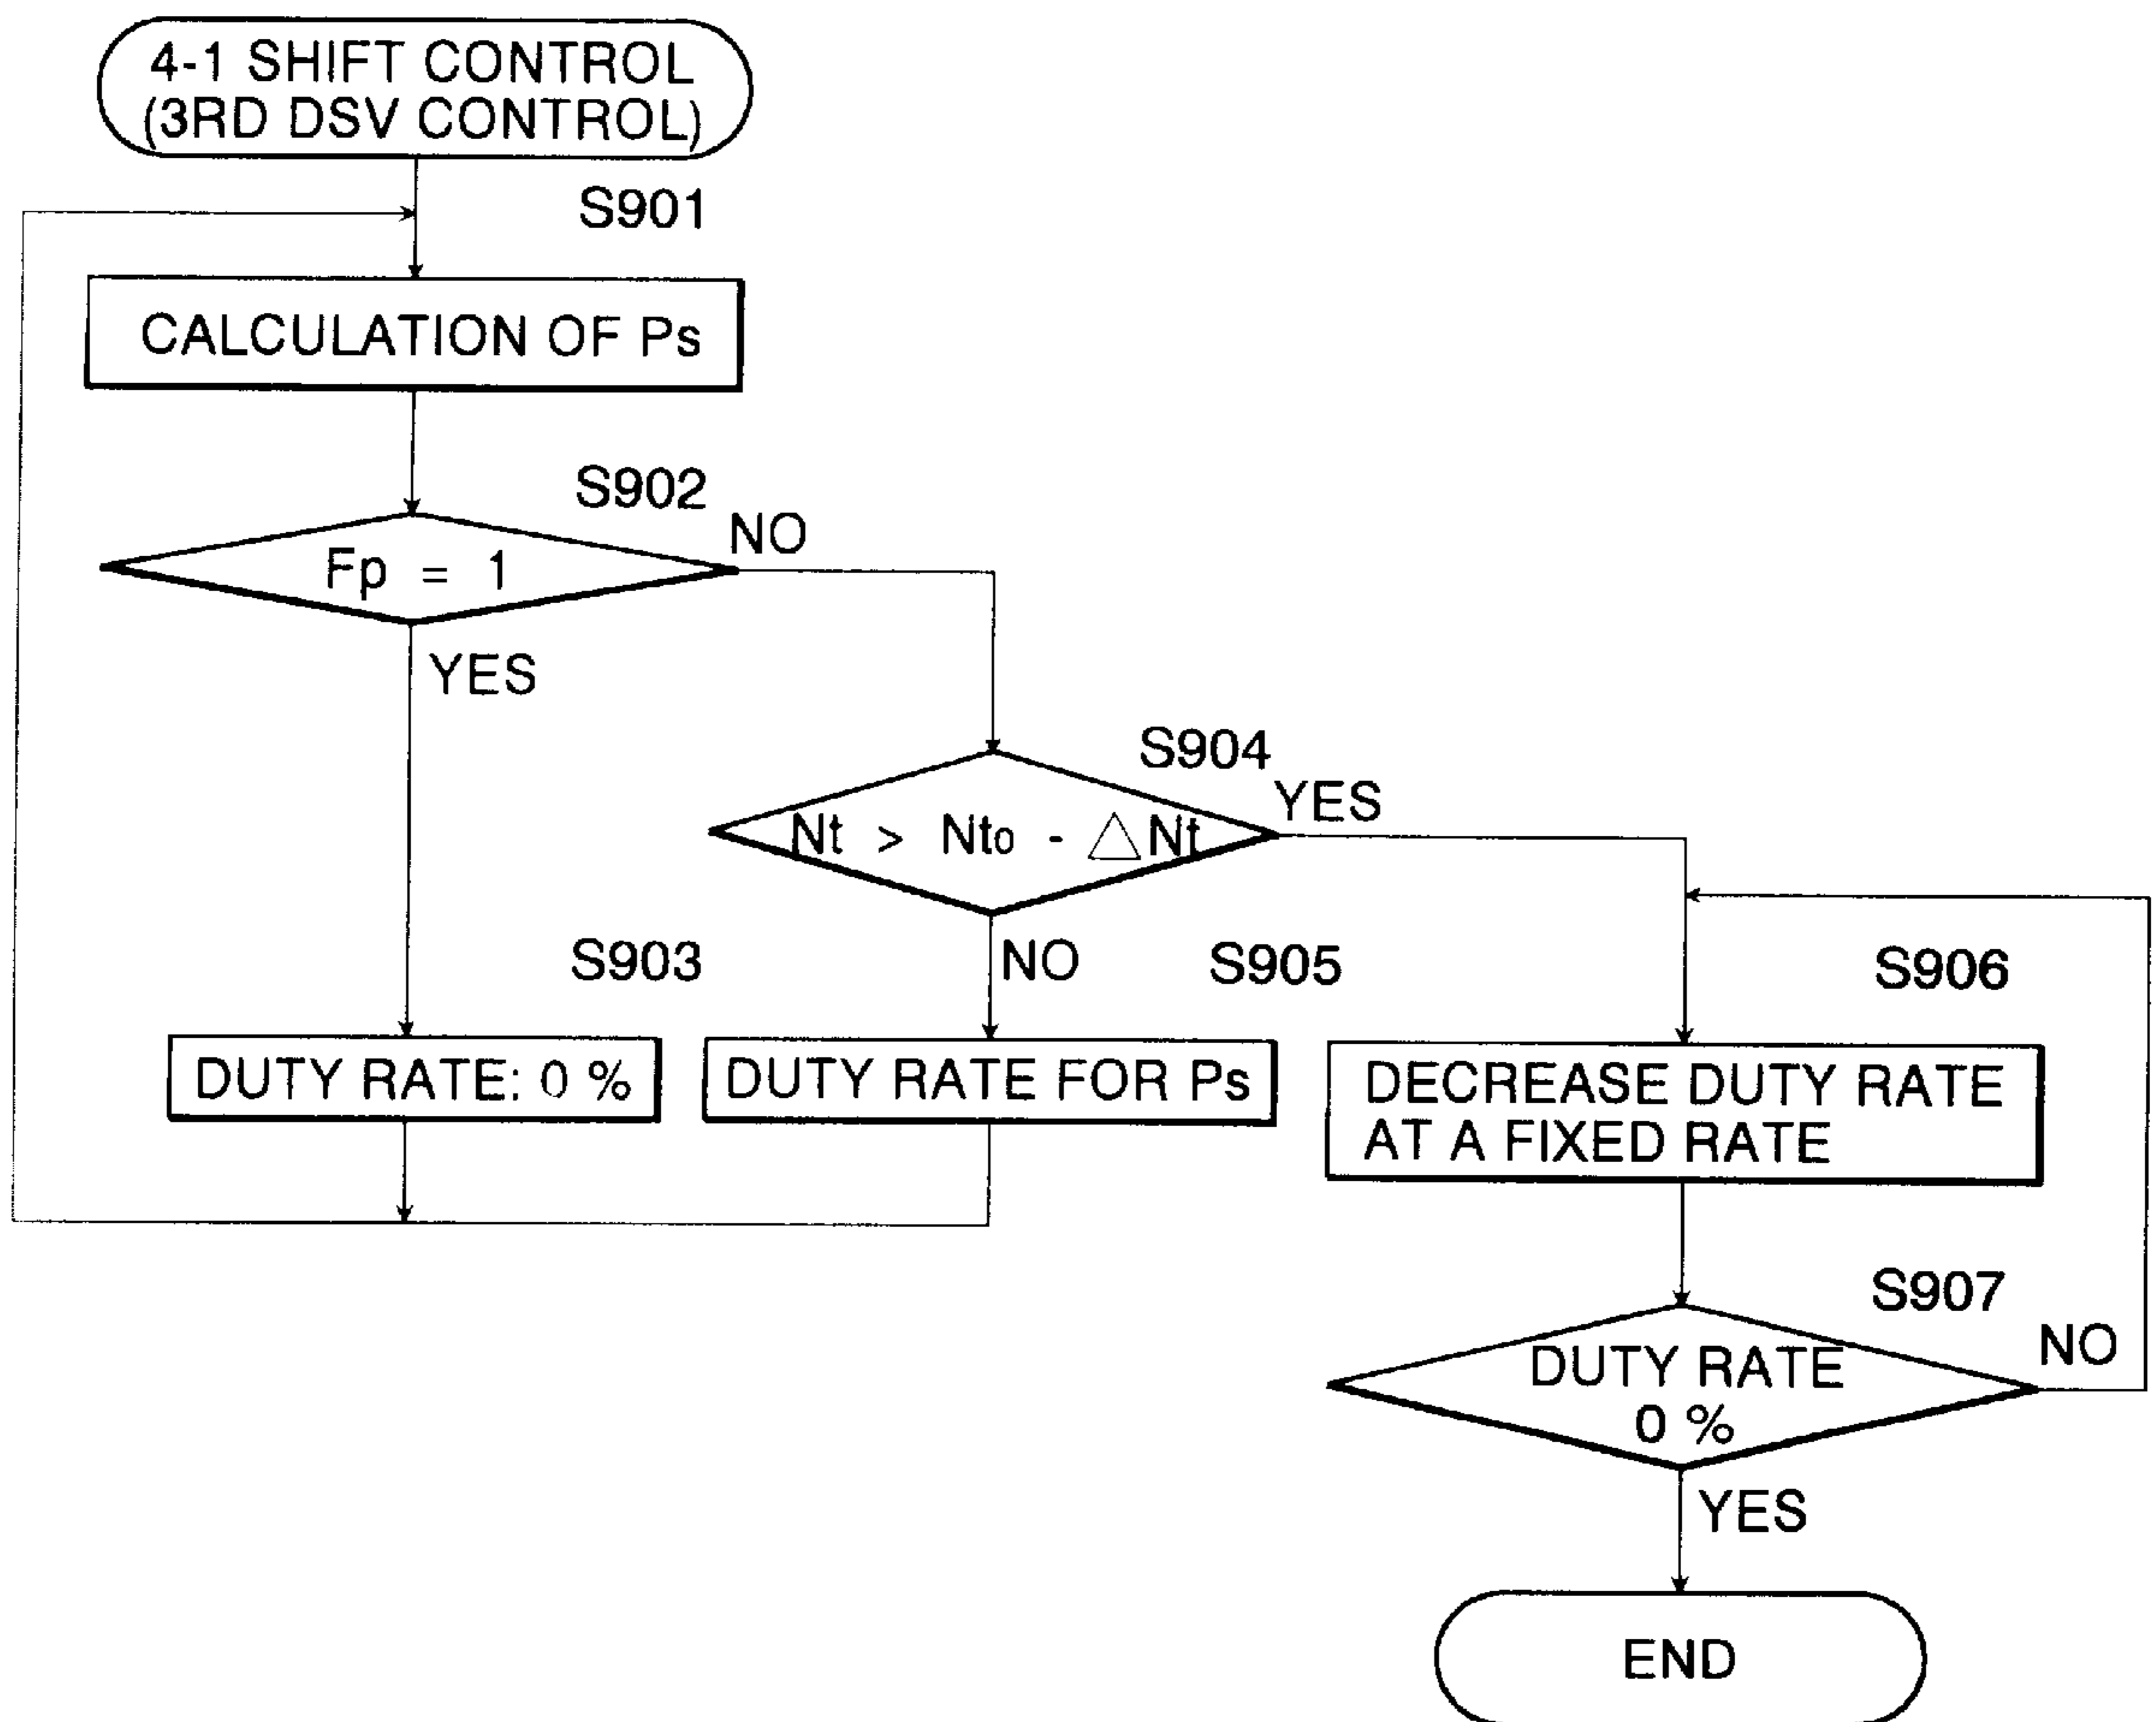 4-1 SHIFT CONTROL
(3RD DSV CONTROL)
S901
CALCULATION OF Ps
S902
NO
Fp = 1
YES
S904
YES
Nt > Nto - △Nt
S903
NO
S905
S906
DUTY RATE: 0 %
DUTY RATE FOR Ps
DECREASE DUTY RATE
AT A FIXED RATE
S907
NO
DUTY RATE
0 %
YES
END